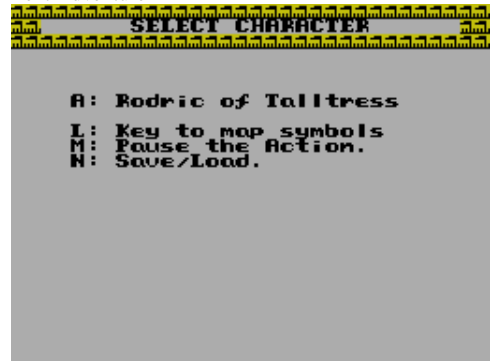 SELECT CHARACTER
A: Rodric of Talltress
L: Key to map symbols
M: Pause the Action.
N: Save/Load.